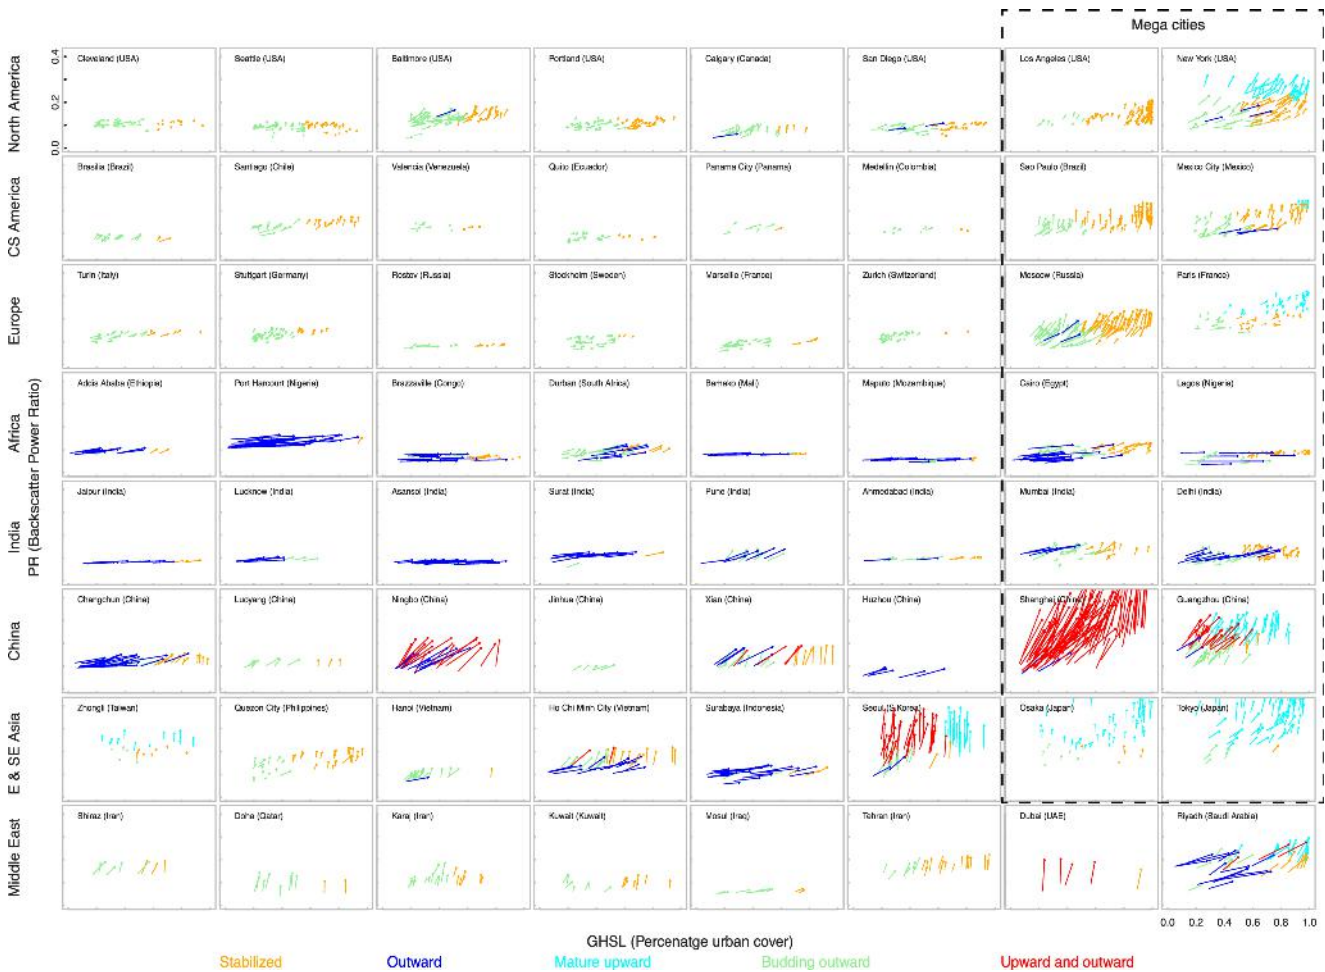 Mega cities
North America
Cleveland (USA)
Seattle (USA)
Baltimore (USA)
Portland (USA)
Calgary (Canada)
San Diego (USA)
Los Angeles (USA)
New York (USA)
0.4
0.2
0.0
CS America
Brasilia (Brazil)
Santiago (Chile)
Valencia (Venezuela)
Quito (Ecuador)
Panama City (Panama)
Medellin (Colombia)
Sao Paulo (Brazil)
Mexico City (Mexico)
Europe
Turin (Italy)
Stuttgart (Germany)
Rostov (Russia)
Stockholm (Sweden)
Marseille (France)
Zurich (Switzerland)
Moscow (Russia)
Paris (France)
PR (Backscatter Power Ratio)
Africa
Addis Ababa (Ethiopia)
Port Harcourt (Nigeria)
Brazzaville (Congo)
Durban (South Africa)
Bamako (Mali)
Maputo (Mozambique)
Cairo (Egypt)
Lagos (Nigeria)
India
Jaipur (India)
Lucknow (India)
Asansol (India)
Surat (India)
Pune (India)
Ahmedabad (India)
Mumbai (India)
Delhi (India)
China
Changchun (China)
Luoyang (China)
Ningbo (China)
Jinhua (China)
Xian (China)
Huzhou (China)
Shanghai (China)
Guangzhou (China)
E & SE Asia
Zhongli (Taiwan)
Quezon City (Philippines)
Hanoi (Vietnam)
Ho Chi Minh City (Vietnam)
Surabaya (Indonesia)
Seoul (S.Korea)
Osaka (Japan)
Tokyo (Japan)
Middle East
Shiraz (Iran)
Doha (Qatar)
Karaj (Iran)
Kuwait (Kuwait)
Mosul (Iraq)
Tehran (Iran)
Dubai (UAE)
Riyadh (Saudi Arabia)
0.0 0.2 0.4 0.6 0.8 1.0
GHSL (Percenatge urban cover)
Stabilized
Outward
Mature upward
Budding outward
Upward and outward